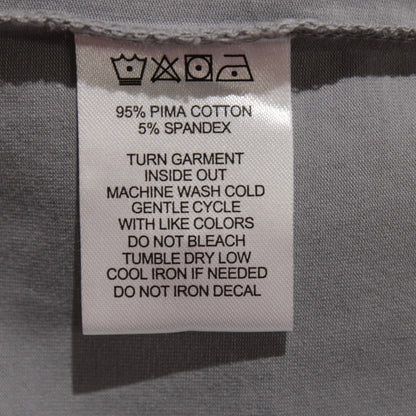 95% PIMA COTTON
5% SPANDEX
TURN GARMENT
INSIDE OUT
MACHINE WASH COLD
GENTLE CYCLE
WITH LIKE COLORS
DO NOT BLEACH
TUMBLE DRY LOW
COOL IRON IF NEEDED
DO NOT IRON DECAL